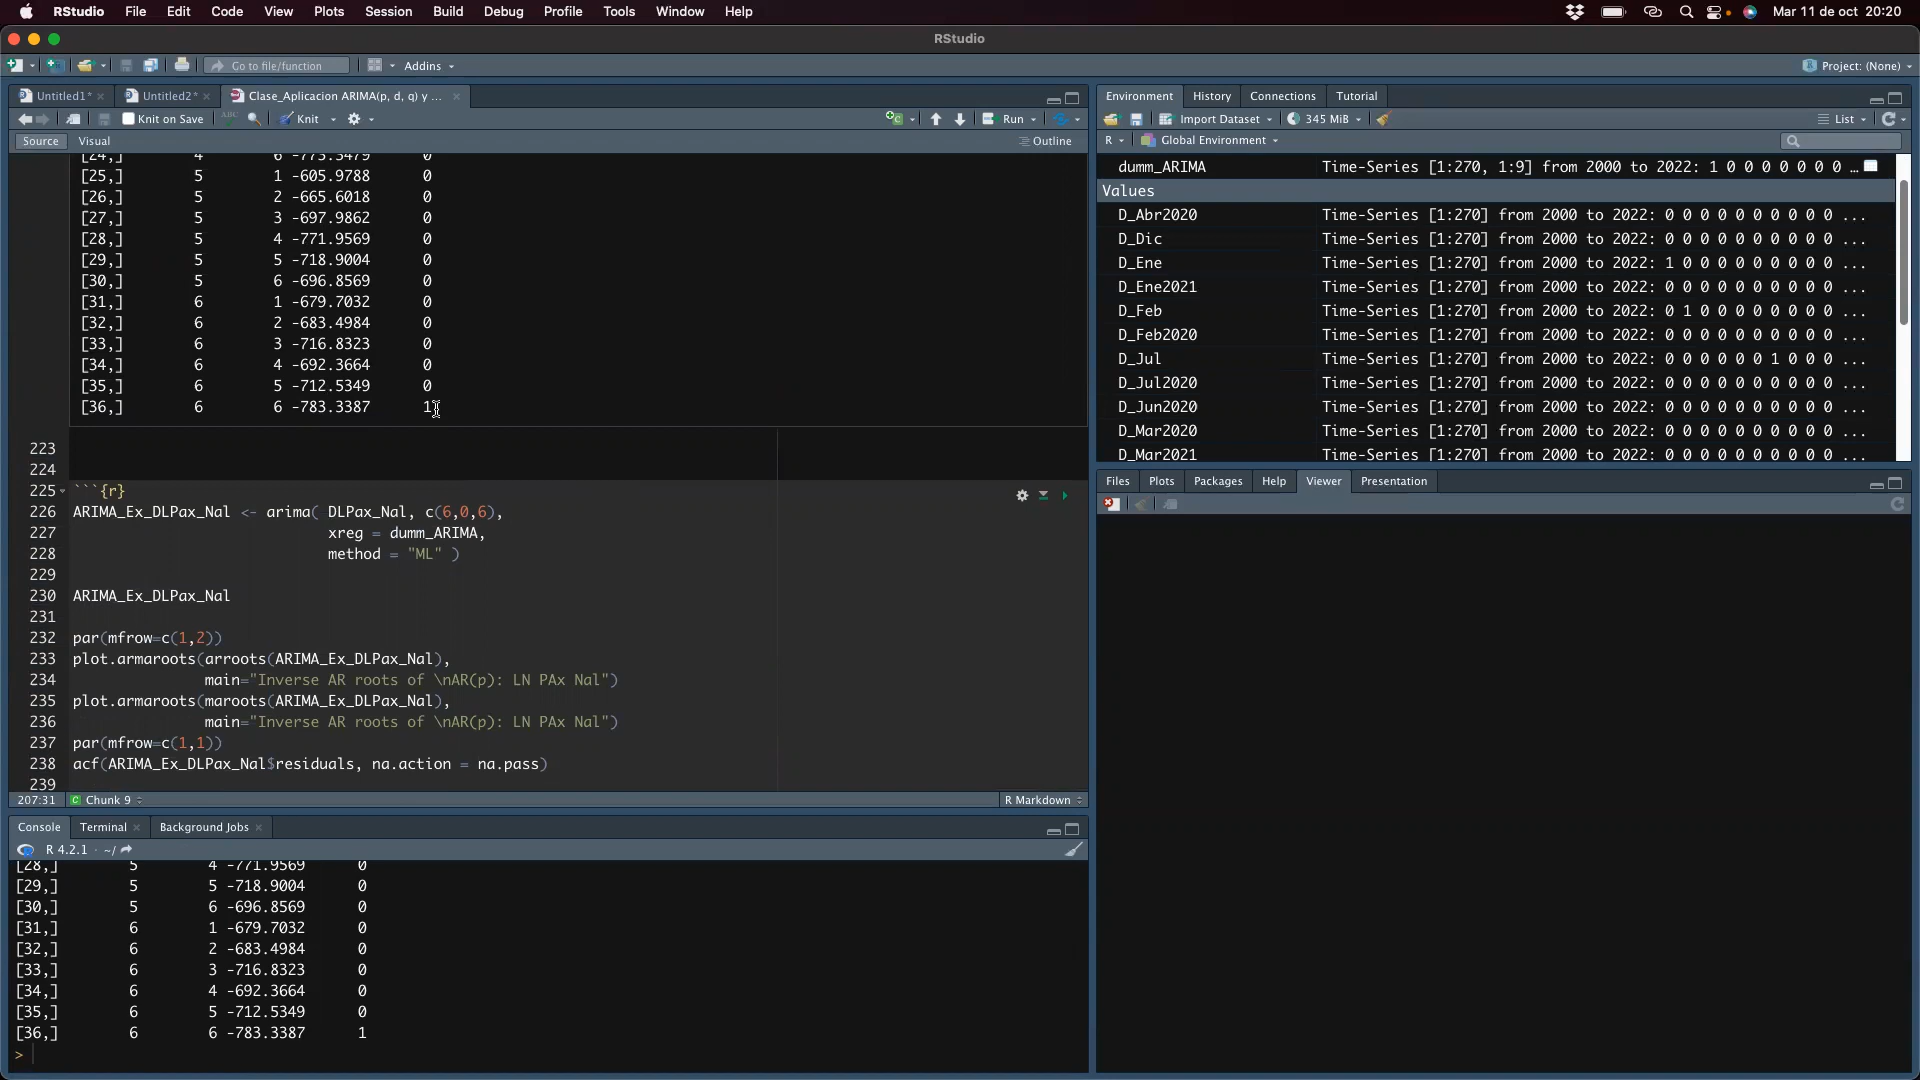 RStudio File Edit Code View Plots Session Build Debug Profile Tools Window Help Mar 11 de oct 20:20
RStudio
Go to file/function Addins Project: (None)
Untitled1* Untitled2* Clase_Aplicacion ARIMA(p, d, q) y ...
Knit on Save ABC Knit Run
Source Visual Outline
[24,] 4 6 -773.3479 0
[25,] 5 1 -605.9788 0
[26,] 5 2 -665.6018 0
[27,] 5 3 -697.9862 0
[28,] 5 4 -771.9569 0
[29,] 5 5 -718.9004 0
[30,] 5 6 -696.8569 0
[31,] 6 1 -679.7032 0
[32,] 6 2 -683.4984 0
[33,] 6 3 -716.8323 0
[34,] 6 4 -692.3664 0
[35,] 6 5 -712.5349 0
[36,] 6 6 -783.3387 1
223
224
225 ```{r}
226 ARIMA_Ex_DLPax_Nal <- arima( DLPax_Nal, c(6,0,6),
227 xreg = dumm_ARIMA,
228 method = "ML" )
229
230 ARIMA_Ex_DLPax_Nal
231
232 par(mfrow=c(1,2))
233 plot.armaroots(arroots(ARIMA_Ex_DLPax_Nal),
234 main="Inverse AR roots of \nAR(p): LN PAx Nal")
235 plot.armaroots(maroots(ARIMA_Ex_DLPax_Nal),
236 main="Inverse AR roots of \nAR(p): LN PAx Nal")
237 par(mfrow=c(1,1))
238 acf(ARIMA_Ex_DLPax_Nal$residuals, na.action = na.pass)
239
207:31 Chunk 9 R Markdown
Console Terminal Background Jobs
R 4.2.1 · ~/
[28,] 5 4 -771.9569 0
[29,] 5 5 -718.9004 0
[30,] 5 6 -696.8569 0
[31,] 6 1 -679.7032 0
[32,] 6 2 -683.4984 0
[33,] 6 3 -716.8323 0
[34,] 6 4 -692.3664 0
[35,] 6 5 -712.5349 0
[36,] 6 6 -783.3387 1
>
Environment History Connections Tutorial
Import Dataset 345 MiB List
R Global Environment
dumm_ARIMA Time-Series [1:270, 1:9] from 2000 to 2022: 1 0 0 0 0 0 0 0 …
Values
D_Abr2020 Time-Series [1:270] from 2000 to 2022: 0 0 0 0 0 0 0 0 0 0 ...
D_Dic Time-Series [1:270] from 2000 to 2022: 0 0 0 0 0 0 0 0 0 0 ...
D_Ene Time-Series [1:270] from 2000 to 2022: 1 0 0 0 0 0 0 0 0 0 ...
D_Ene2021 Time-Series [1:270] from 2000 to 2022: 0 0 0 0 0 0 0 0 0 0 ...
D_Feb Time-Series [1:270] from 2000 to 2022: 0 1 0 0 0 0 0 0 0 0 ...
D_Feb2020 Time-Series [1:270] from 2000 to 2022: 0 0 0 0 0 0 0 0 0 0 ...
D_Jul Time-Series [1:270] from 2000 to 2022: 0 0 0 0 0 0 1 0 0 0 ...
D_Jul2020 Time-Series [1:270] from 2000 to 2022: 0 0 0 0 0 0 0 0 0 0 ...
D_Jun2020 Time-Series [1:270] from 2000 to 2022: 0 0 0 0 0 0 0 0 0 0 ...
D_Mar2020 Time-Series [1:270] from 2000 to 2022: 0 0 0 0 0 0 0 0 0 0 ...
D_Mar2021 Time-Series [1:270] from 2000 to 2022: 0 0 0 0 0 0 0 0 0 0 ...
Files Plots Packages Help Viewer Presentation